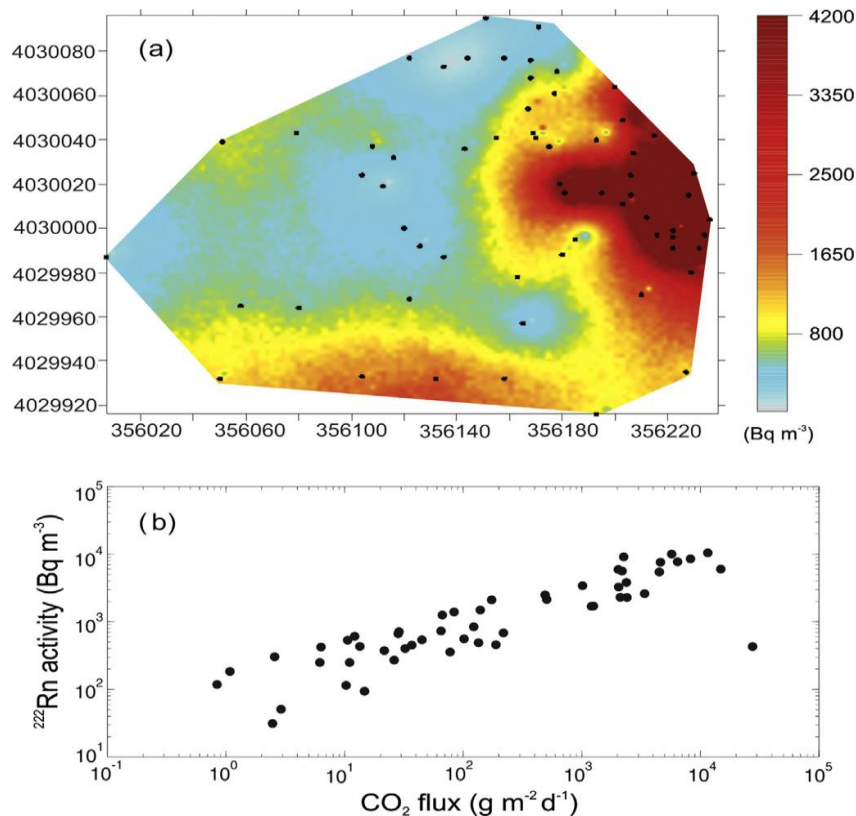 (a)
4030080
4030060
4030040
4030020
4030000
4029980
4029960
4029940
4029920
356020 356060 356100 356140 356180 356220
4200
3350
2500
1650
800
(Bq m⁻³)
(b)
²²²Rn activity (Bq m⁻³)
10⁵
10⁴
10³
10²
10¹
10⁻¹ 10⁰ 10¹ 10² 10³ 10⁴ 10⁵
CO₂ flux (g m⁻² d⁻¹)